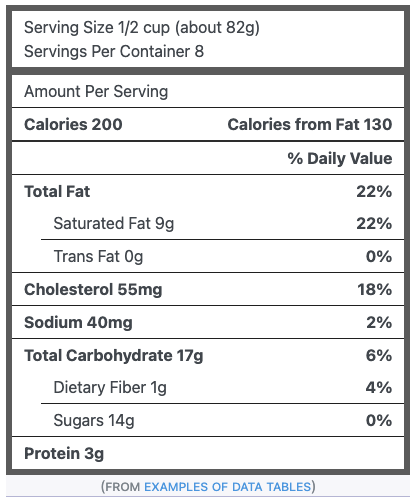 Serving Size 1/2 cup (about 82g)
Servings Per Container 8
Amount Per Serving
Calories 200 Calories from Fat 130
% Daily Value
Total Fat 22%
Saturated Fat 9g 22%
Trans Fat 0g 0%
Cholesterol 55mg 18%
Sodium 40mg 2%
Total Carbohydrate 17g 6%
Dietary Fiber 1g 4%
Sugars 14g 0%
Protein 3g
(FROM EXAMPLES OF DATA TABLES)